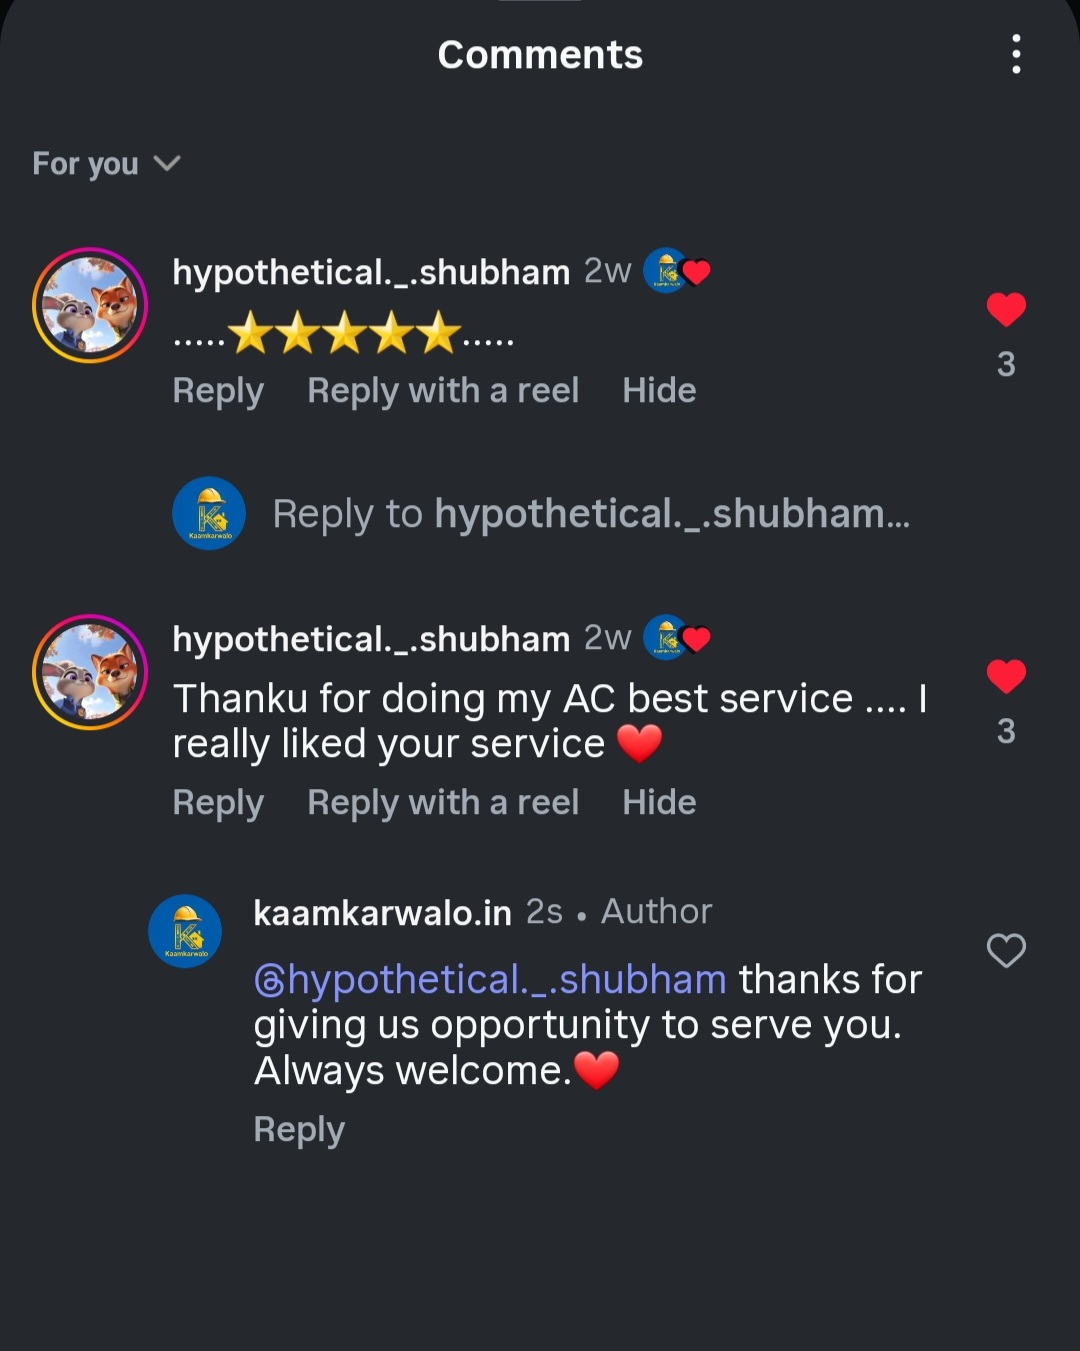 Comments
For you
hypothetical._.shubham 2w
.....⭐⭐⭐⭐⭐.....
3
Reply Reply with a reel Hide
Kaamkarwalo
Reply to hypothetical._.shubham...
hypothetical._.shubham 2w
Thanku for doing my AC best service .... I
really liked your service ❤️
3
Reply Reply with a reel Hide
Kaamkarwalo
kaamkarwalo.in 2s • Author
@hypothetical._.shubham thanks for
giving us opportunity to serve you.
Always welcome.❤️
Reply